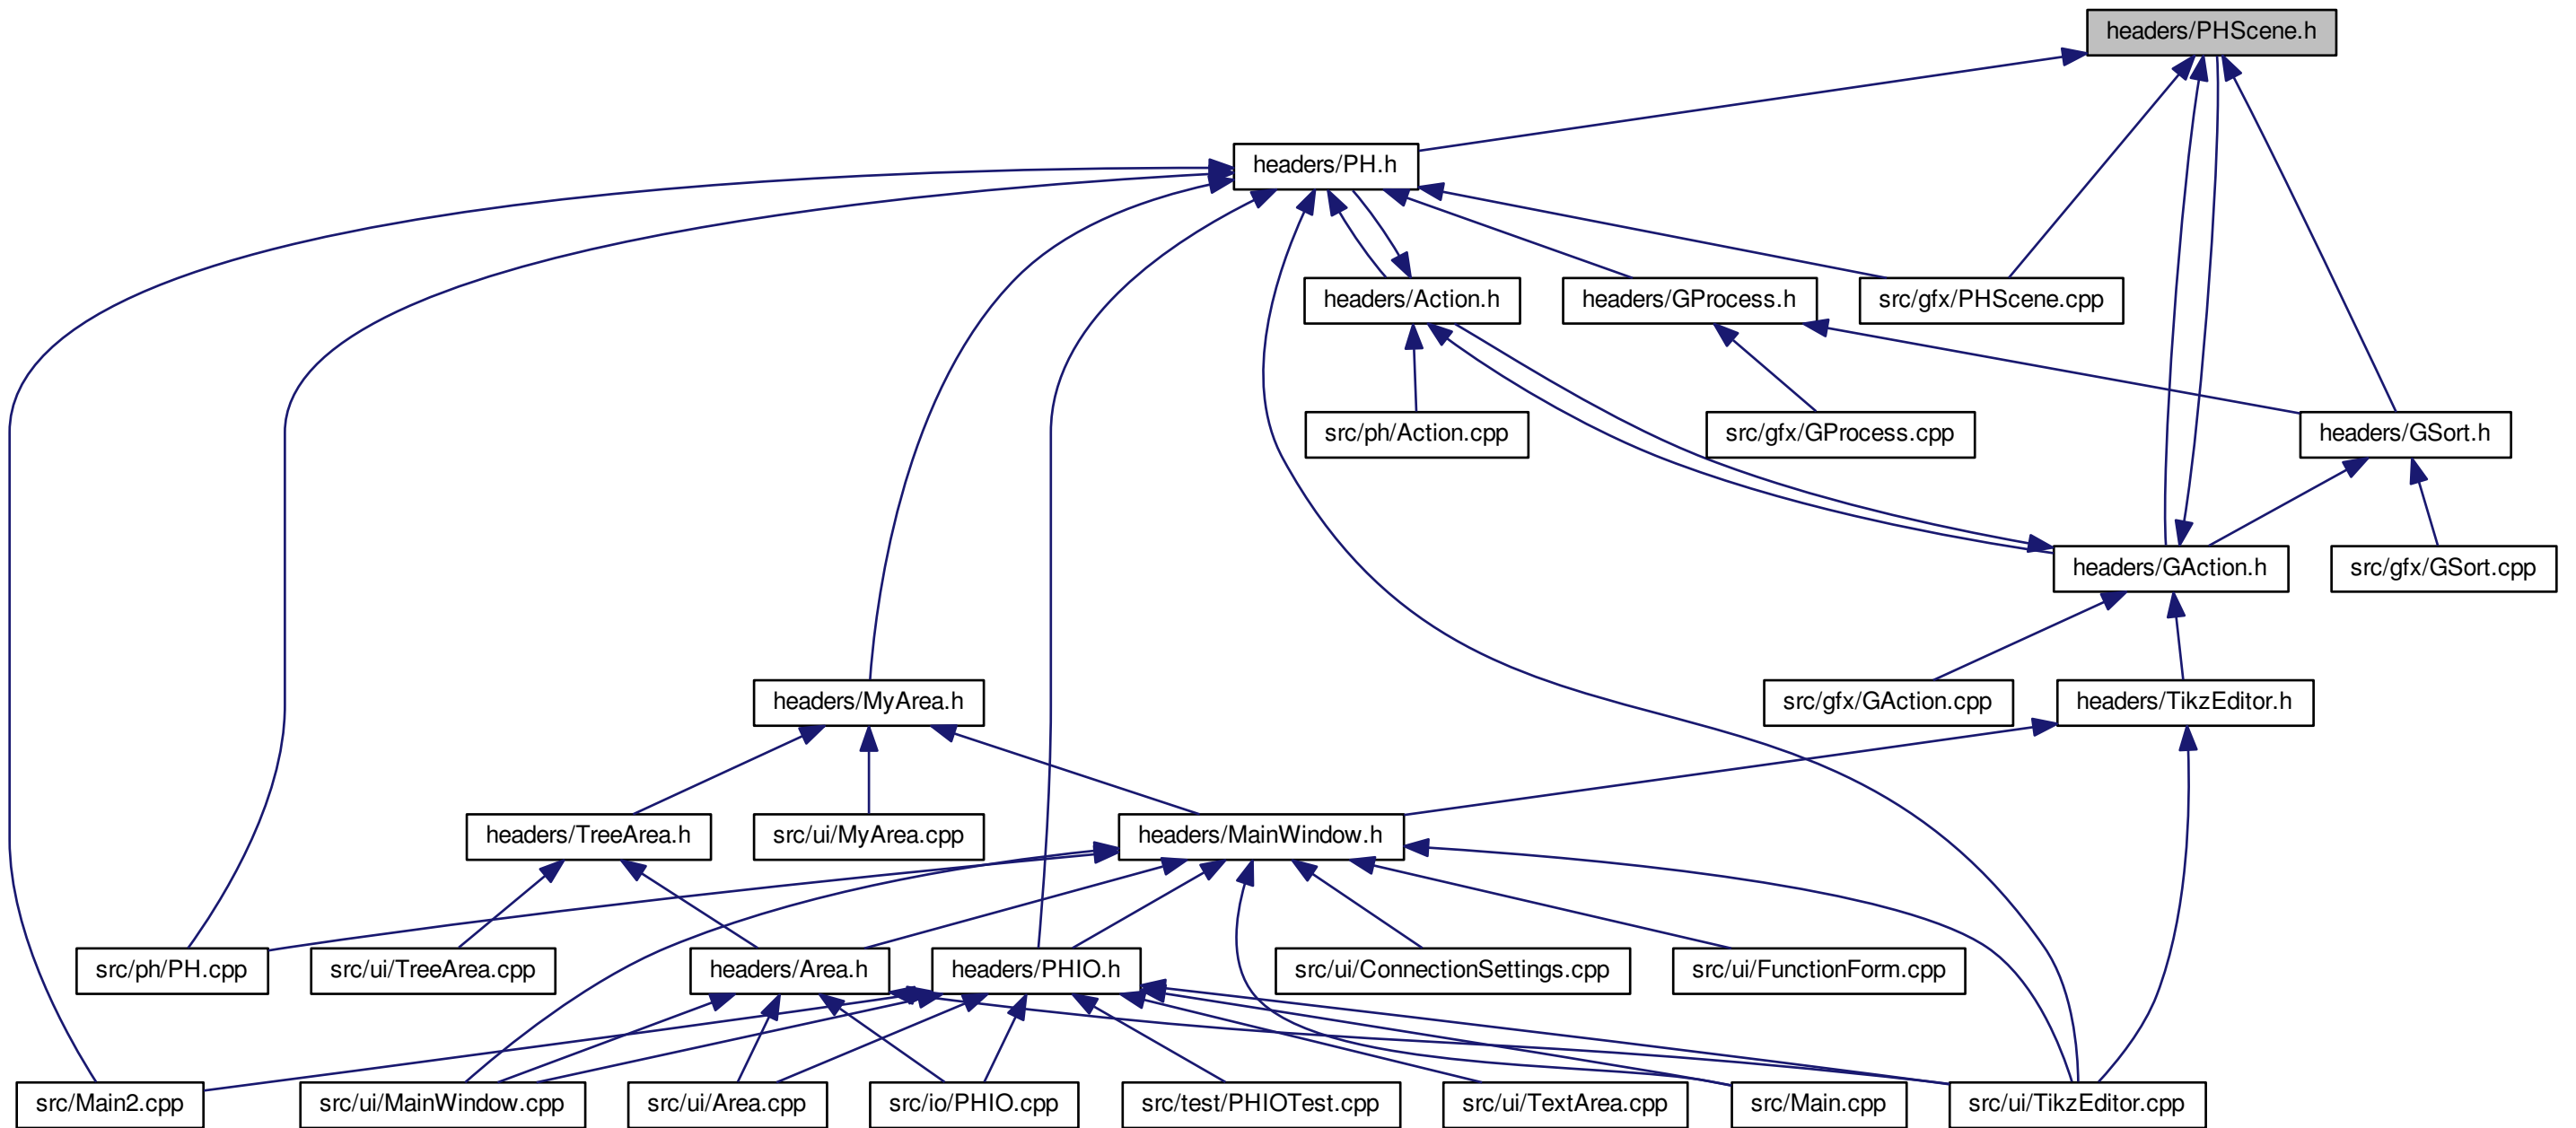 headers/PHScene.h
headers/PH.h
headers/Action.h
headers/GProcess.h
src/gfx/PHScene.cpp
src/ph/Action.cpp
src/gfx/GProcess.cpp
headers/GSort.h
headers/GAction.h
src/gfx/GSort.cpp
headers/MyArea.h
src/gfx/GAction.cpp
headers/TikzEditor.h
headers/TreeArea.h
src/ui/MyArea.cpp
headers/MainWindow.h
src/ph/PH.cpp
src/ui/TreeArea.cpp
headers/Area.h
headers/PHIO.h
src/ui/ConnectionSettings.cpp
src/ui/FunctionForm.cpp
src/Main2.cpp
src/ui/MainWindow.cpp
src/ui/Area.cpp
src/io/PHIO.cpp
src/test/PHIOTest.cpp
src/ui/TextArea.cpp
src/Main.cpp
src/ui/TikzEditor.cpp